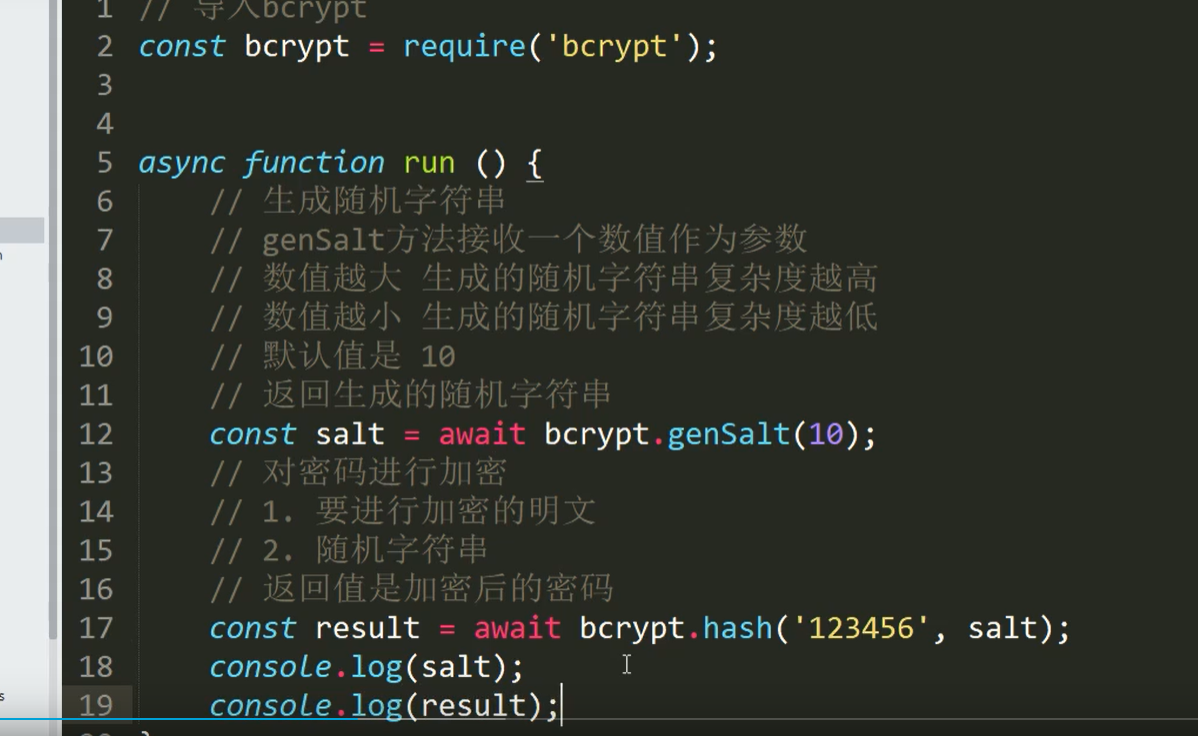 1 // 导入bcrypt
2 const bcrypt = require('bcrypt');
3
4
5 async function run () {
6 // 生成随机字符串
7 // genSalt方法接收一个数值作为参数
8 // 数值越大 生成的随机字符串复杂度越高
9 // 数值越小 生成的随机字符串复杂度越低
10 // 默认值是 10
11 // 返回生成的随机字符串
12 const salt = await bcrypt.genSalt(10);
13 // 对密码进行加密
14 // 1. 要进行加密的明文
15 // 2. 随机字符串
16 // 返回值是加密后的密码
17 const result = await bcrypt.hash('123456', salt);
18 console.log(salt);
19 console.log(result);